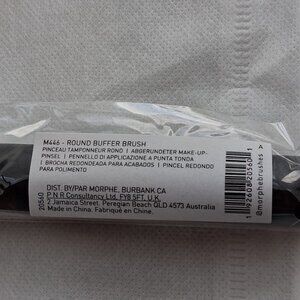 M446 - ROUND BUFFER BRUSH
PINCEAU TAMPONNEUR ROND | ABGERUNDETER MAKE-UP-
PINSEL | PENNELLO DI APPLICAZIONE A PUNTA TONDA
| BROCHA REDONDEADA PARA ACABADOS | PINCEL REDONDO
PARA POLIMENTO
DIST. BY/PAR MORPHE, BURBANK CA
P N R Consultancy Ltd, FY8 5FT. U.K.
2 Jamaica Street, Peregian Beach QLD 4573 Australia
Made in China. Fabriqué en Chine.
20560
@morphebrushes